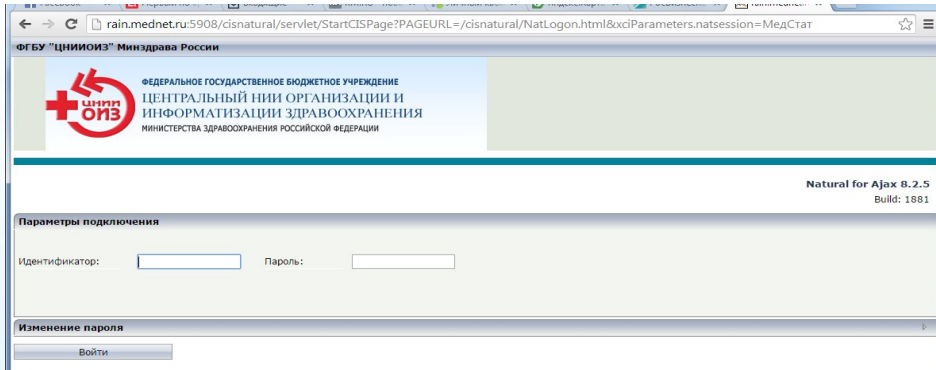 rain.mednet.ru:5908/cisnatural/servlet/StartCISPage?PAGEURL=/cisnatural/NatLogon.html&xciParameters.natsession=МедСтат
ФГБУ "ЦНИИОИЗ" Минздрава России
ЦНИИ
ОИЗ
ФЕДЕРАЛЬНОЕ ГОСУДАРСТВЕННОЕ БЮДЖЕТНОЕ УЧРЕЖДЕНИЕ
ЦЕНТРАЛЬНЫЙ НИИ ОРГАНИЗАЦИИ И
ИНФОРМАТИЗАЦИИ ЗДРАВООХРАНЕНИЯ
МИНИСТЕРСТВА ЗДРАВООХРАНЕНИЯ РОССИЙСКОЙ ФЕДЕРАЦИИ
Natural for Ajax 8.2.5
Build: 1881
Параметры подключения
Идентификатор: Пароль:
Изменение пароля
Войти